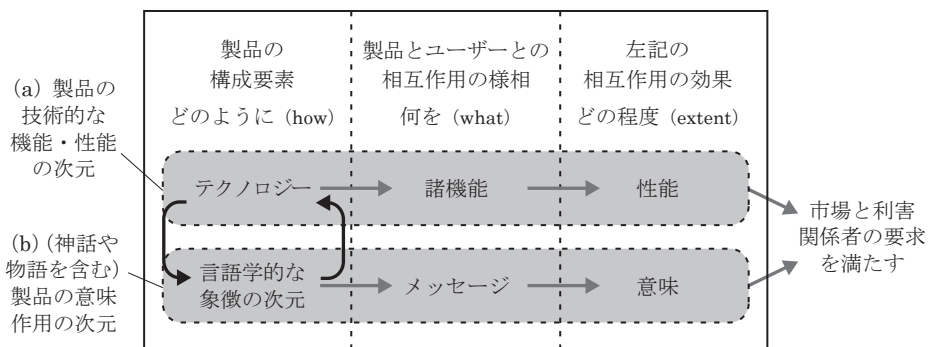 製品の
構成要素
どのように（how）
製品とユーザーとの
相互作用の様相
何を（what）
左記の
相互作用の効果
どの程度（extent）
（a）製品の
技術的な
機能・性能
の次元
テクノロジー
諸機能
性能
市場と利害
関係者の要求
を満たす
（b）（神話や
物語を含む）
製品の意味
作用の次元
言語学的な
象徴の次元
メッセージ
意味